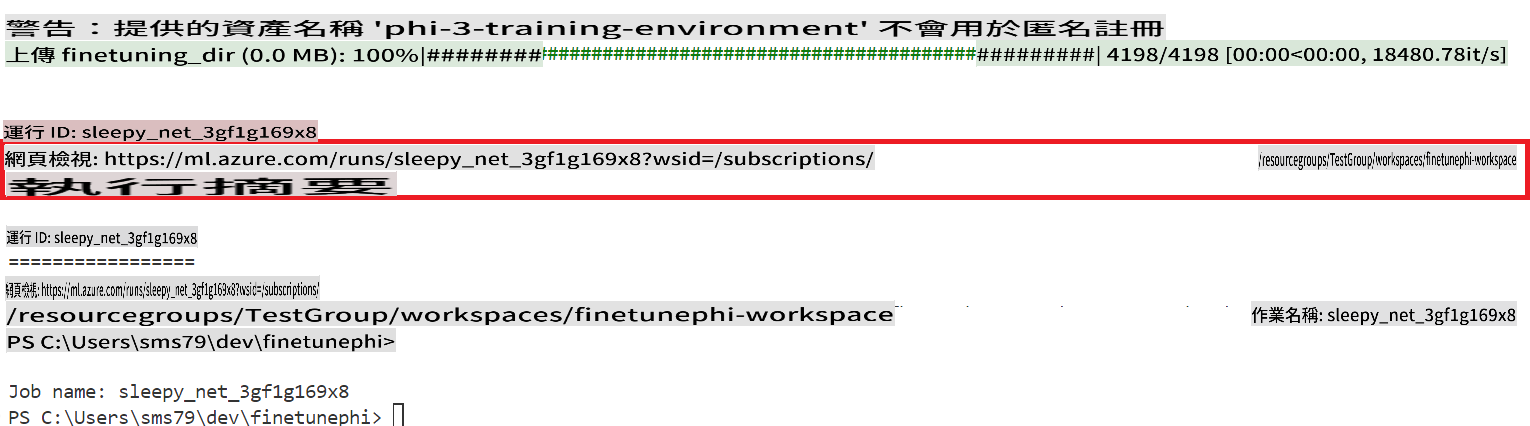 警告：提供的資產名稱 'phi-3-training-environment' 不會用於匿名註冊
上傳 finetuning_dir (0.0 MB): 100%|##########################################################| 4198/4198 [00:00<00:00, 18480.78it/s]
運行 ID: sleepy_net_3gf1g169x8
網頁檢視: https://ml.azure.com/runs/sleepy_net_3gf1g169x8?wsid=/subscriptions/ /resourcegroups/TestGroup/workspaces/finetunephi-workspace
執行摘要
運行 ID: sleepy_net_3gf1g169x8
=================
網頁檢視: https://ml.azure.com/runs/sleepy_net_3gf1g169x8?wsid=/subscriptions/
/resourcegroups/TestGroup/workspaces/finetunephi-workspace 作業名稱: sleepy_net_3gf1g169x8
PS C:\Users\sms79\dev\finetunephi>
Job name: sleepy_net_3gf1g169x8
PS C:\Users\sms79\dev\finetunephi>